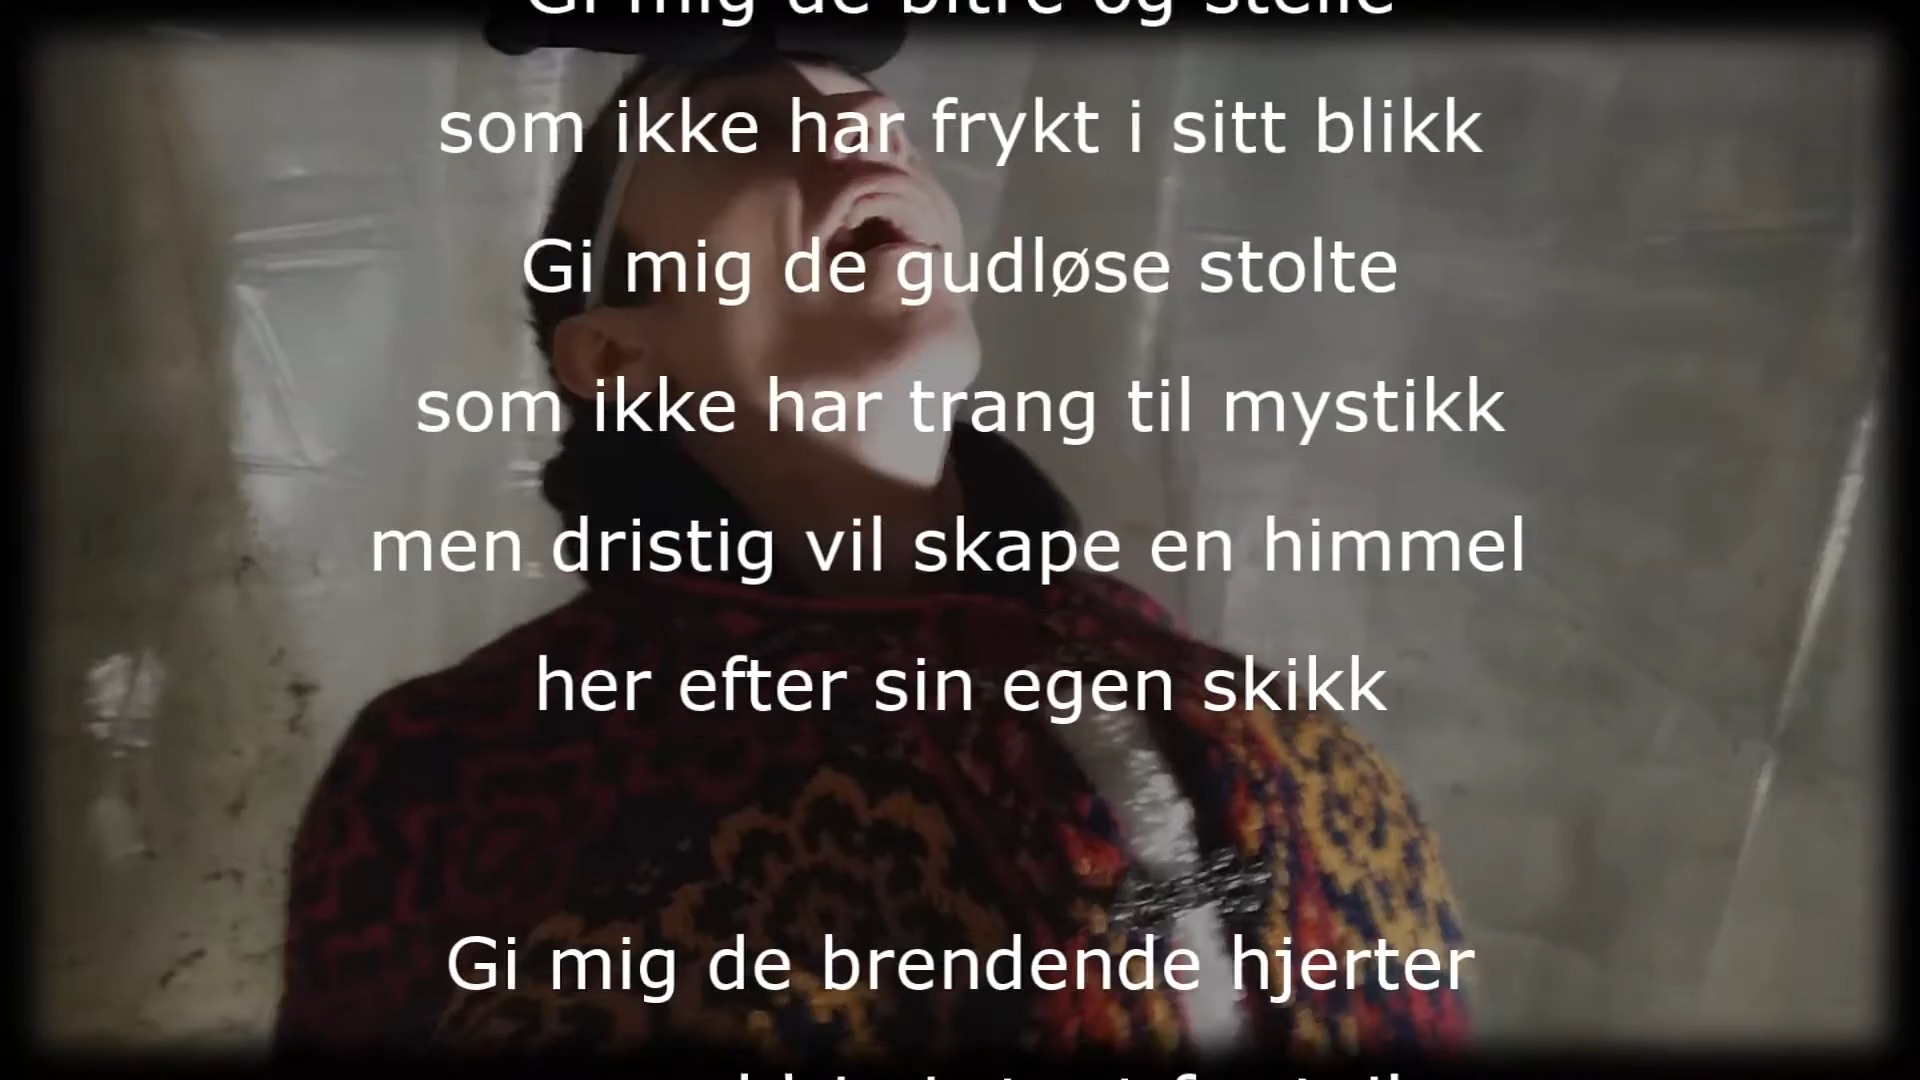 Gi mig de bitre og steile
som ikke har frykt i sitt blikk
Gi mig de gudløse stolte
som ikke har trang til mystikk
men dristig vil skape en himmel
her efter sin egen skikk
Gi mig de brendende hjerter